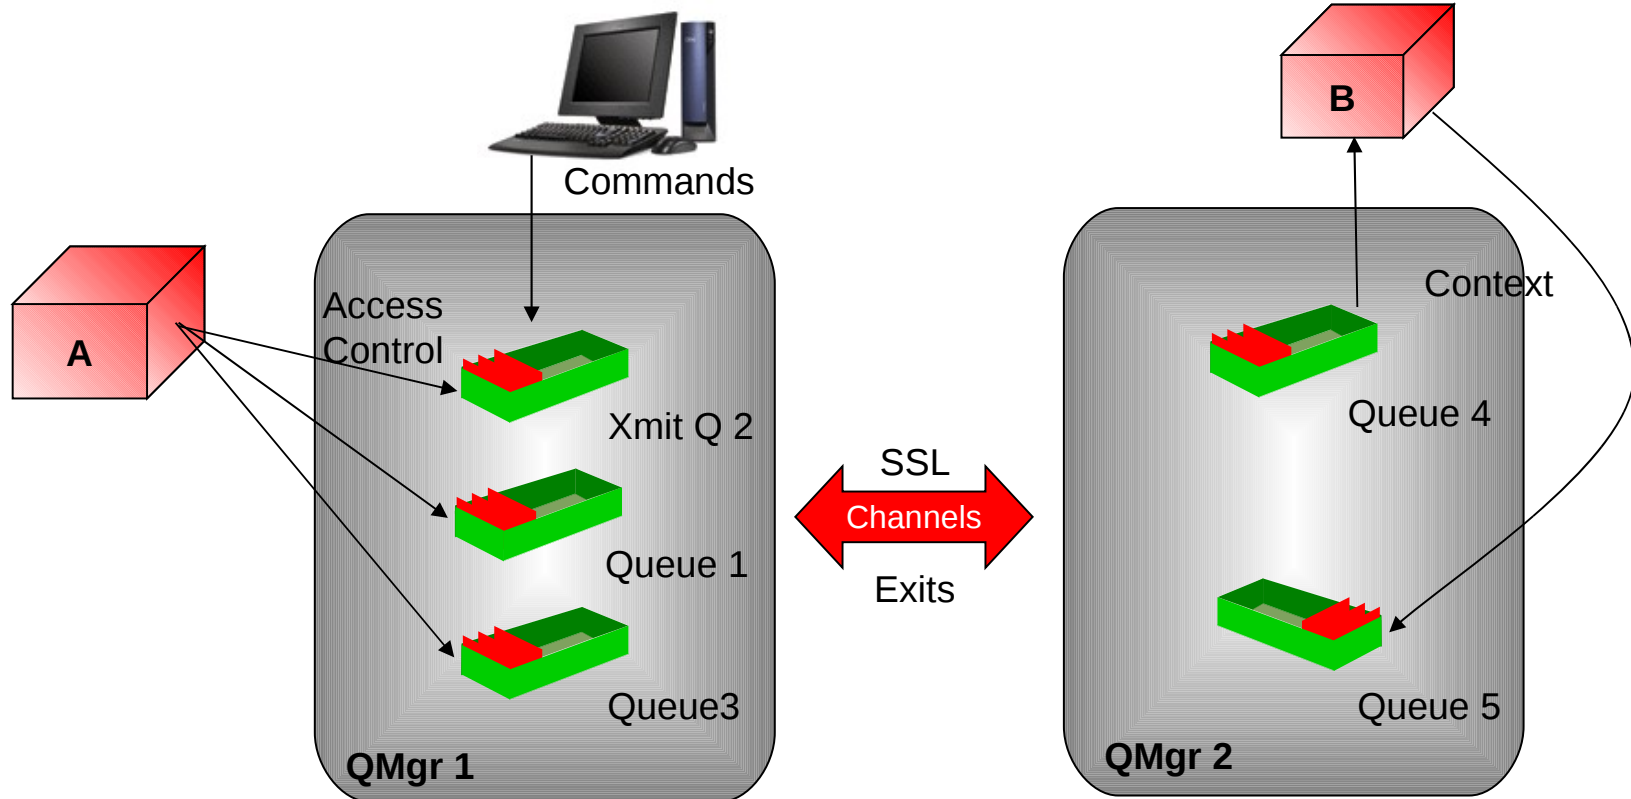 Commands
B
A
Access
Control
Context
Xmit Q 2
Queue 4
SSL
Channels
Exits
Queue 1
Queue3
Queue 5
QMgr 1
QMgr 2